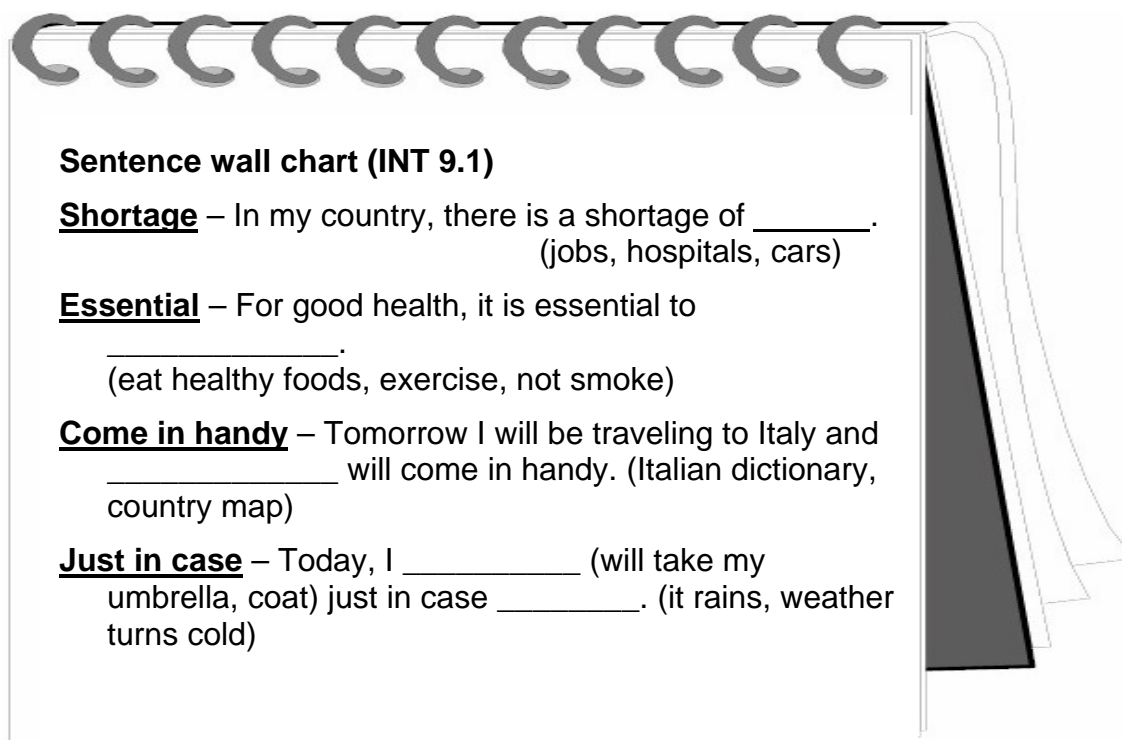 Sentence wall chart (INT 9.1)
Shortage – In my country, there is a shortage of _______.
(jobs, hospitals, cars)
Essential – For good health, it is essential to
_____________.
(eat healthy foods, exercise, not smoke)
Come in handy – Tomorrow I will be traveling to Italy and
_____________ will come in handy. (Italian dictionary,
country map)
Just in case – Today, I __________ (will take my
umbrella, coat) just in case ________. (it rains, weather
turns cold)